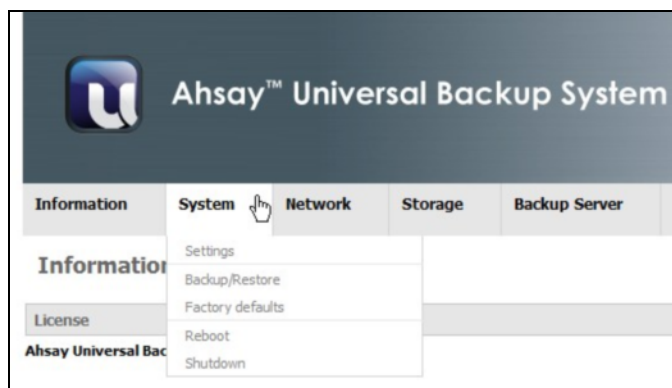 Ahsay™ Universal Backup System
Information System Network Storage Backup Server
Settings
Information
Backup/Restore
Factory defaults
License
Reboot
Ahsay Universal Bac
Shutdown